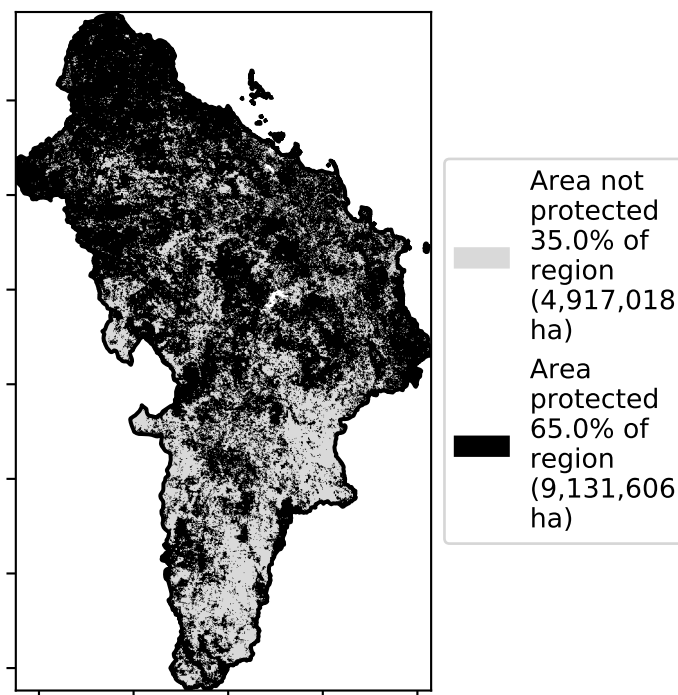 Area not
protected
35.0% of
region
(4,917,018
ha)
Area
protected
65.0% of
region
(9,131,606
ha)